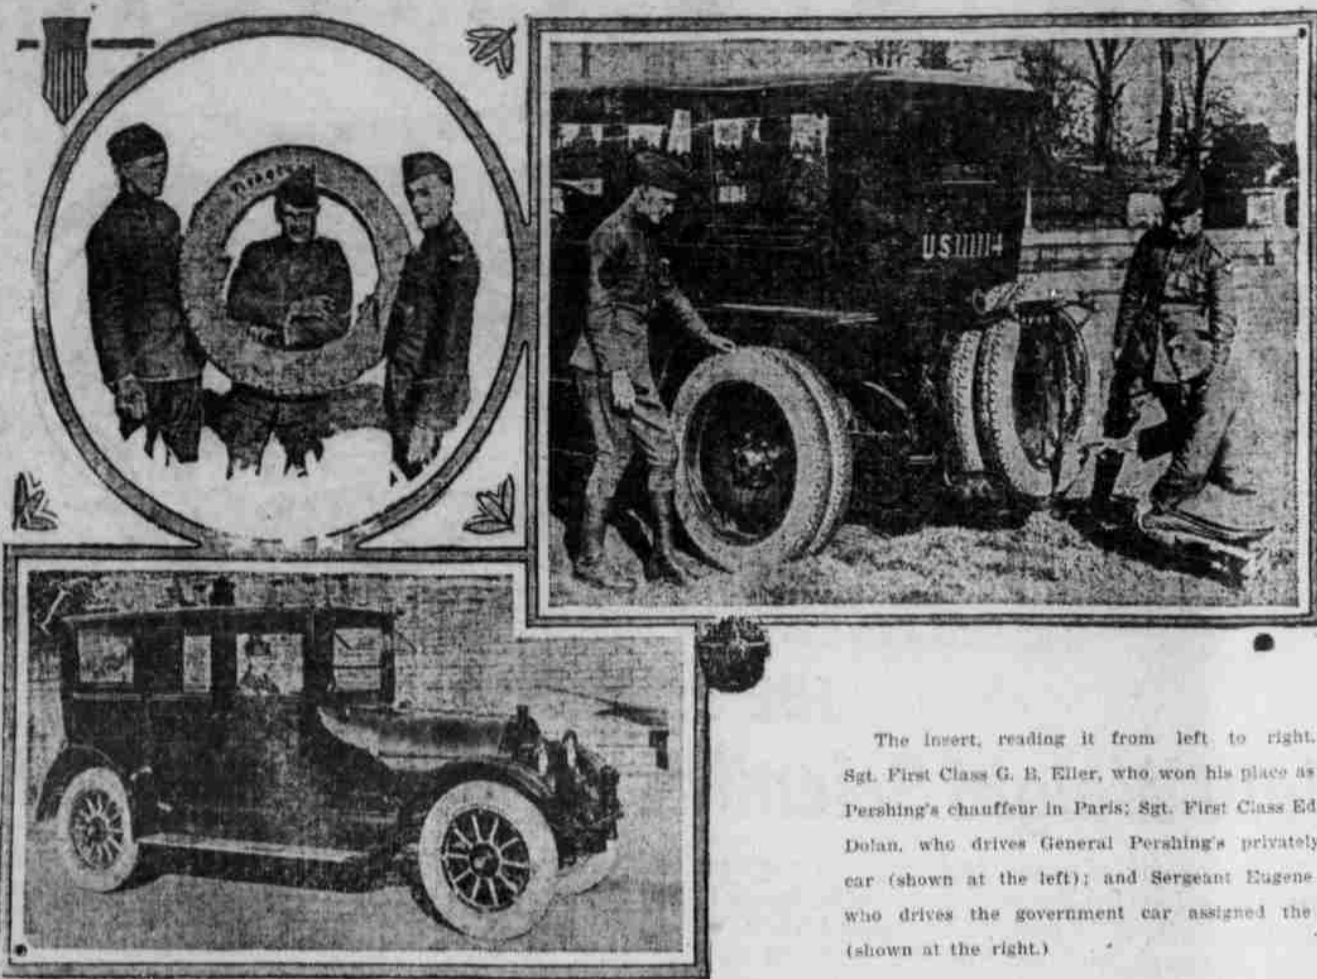 US111114
The insert, reading it from left to right,
Sgt. First Class G. B. Eller, who won his place as
Pershing's chauffeur in Paris; Sgt. First Class Ed
Dolan, who drives General Pershing's privately
car (shown at the left); and Sergeant Eugene
who drives the government car assigned the
(shown at the right.)